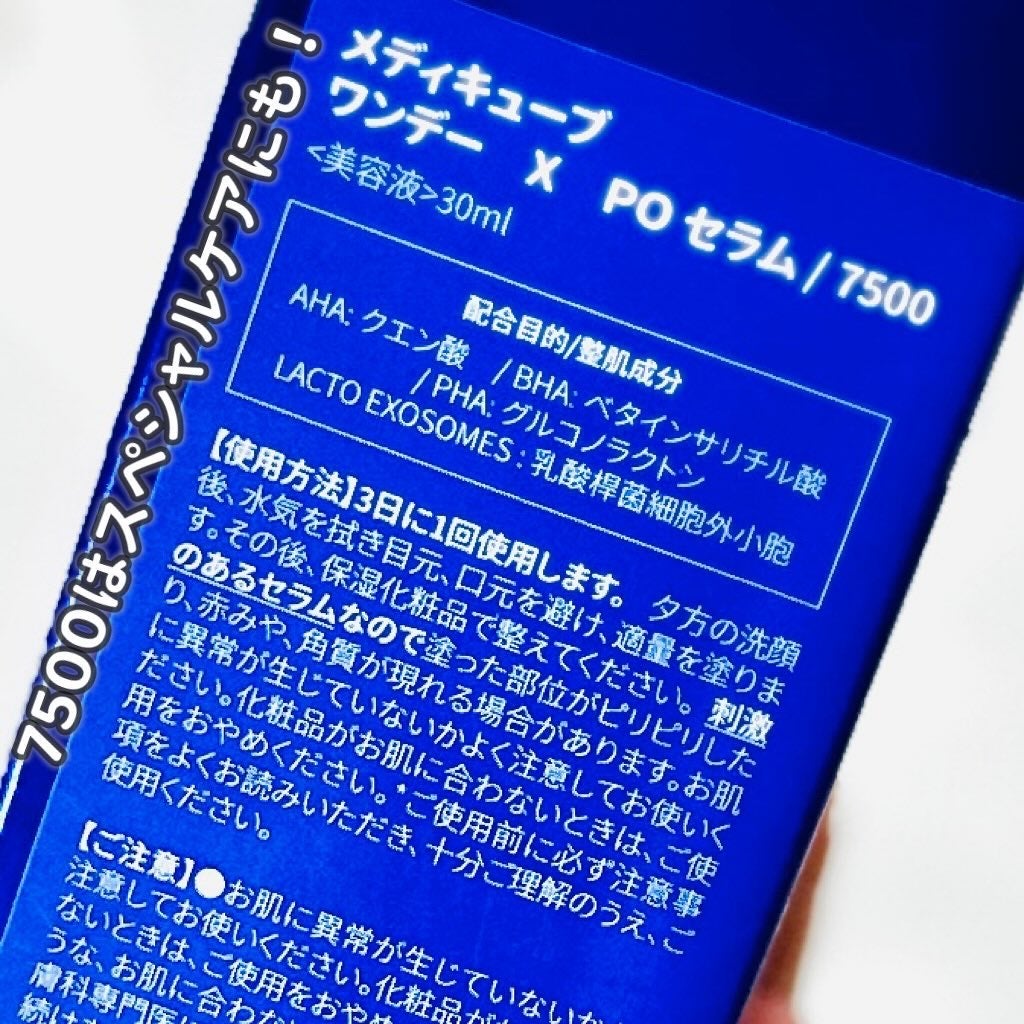 7500はスペシャルケアにも！
メディキューブ
ワンデー X PO セラム / 7500
<美容液>30ml
配合目的/整肌成分
AHA: クエン酸 / BHA: ベタインサリチル酸
/ PHA: グルコノラクトン
LACTO EXOSOMES : 乳酸桿菌細胞外小胞
【使用方法】3日に1回使用します。 夕方の洗顔
後、水気を拭き目元、口元を避け、適量を塗りま
す。その後、保湿化粧品で整えてください。 刺激
のあるセラムなので塗った部位がピリピリした
り、赤みや、角質が現れる場合があります。お肌
に異常が生じていないかよく注意してお使いく
ださい。化粧品がお肌に合わないときは、ご使
用をおやめください。*ご使用前に必ず注意事
項をよくお読みいただき、十分ご理解のうえ、ご
使用ください。
【ご注意】●お肌に異常が生じていないか
注意してお使いください。化粧品が
ないときは、ご使用をおやめ
うな、お肌に合わな
膚科専門医に
続け